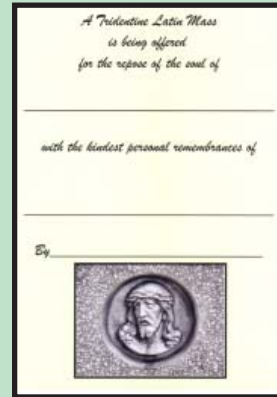 A Tridentine Latin Mass
is being offered
for the repose of the soul of
with the kindest personal remembrances of
By